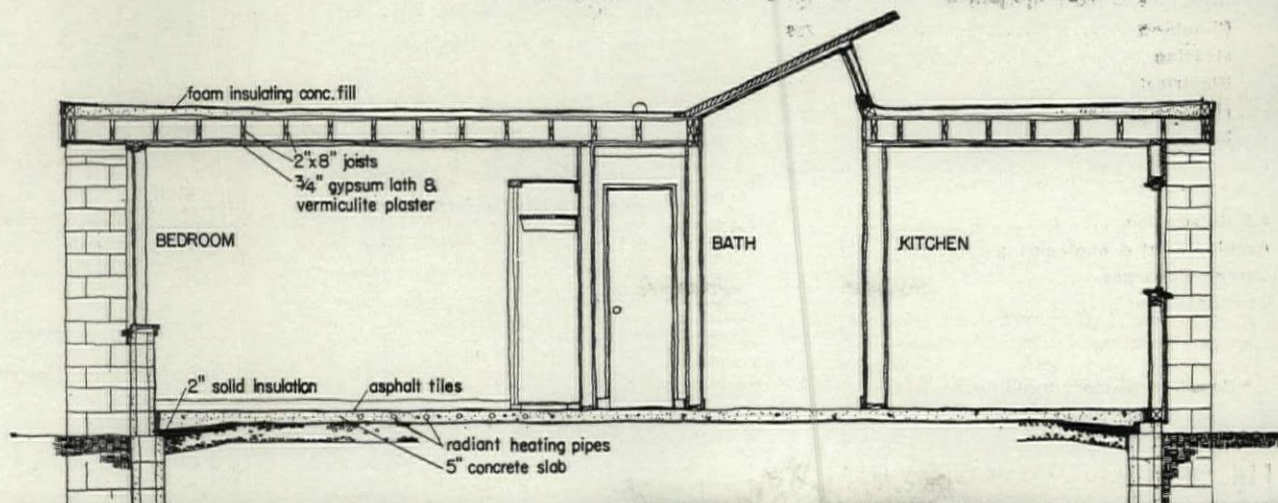 foam insulating conc. fill
2"x8" joists
3/4" gypsum lath &
vermiculite plaster
BEDROOM
BATH
KITCHEN
2" solid insulation
asphalt tiles
radiant heating pipes
5" concrete slab